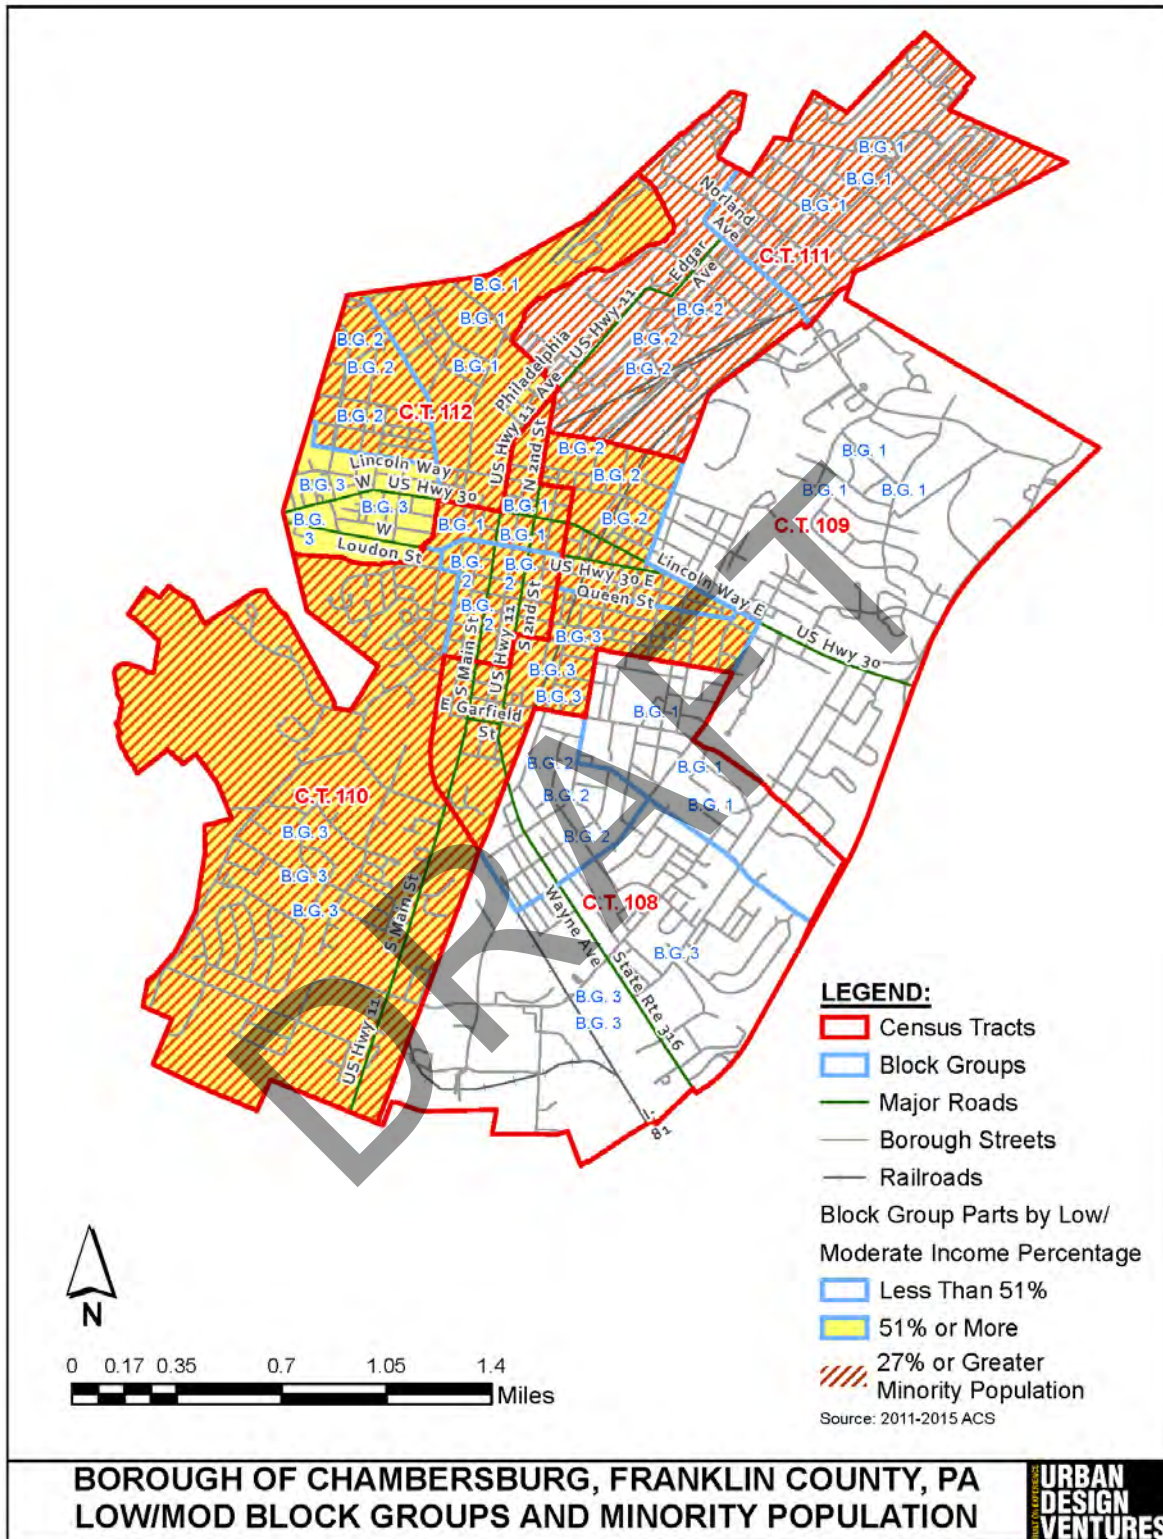 B.G. 1
B.G. 1
B.G. 1
Norland
Ave
C.T. 111
Edgar
Ave
B.G. 1
B.G. 1
B.G. 1
US Hwy 11
B.G. 2
B.G. 2
B.G. 2
Philadelphia
Ave
US Hwy 11
B.G. 2
B.G. 2
B.G. 2
C.T. 112
N 2nd St
B.G. 2
B.G. 2
B.G. 2
Lincoln Way
W
US Hwy 30
B.G. 3
B.G. 3
B.G.
3
W
Loudon St
B.G. 1
B.G. 1
B.G. 1
B.G. 1
B.G. 1
B.G. 1
C.T. 109
US Hwy 30 E
Lincoln Way E
Queen St
US Hwy 30
B.G.
2
B.G.
2
B.G.
2
S Main St
US Hwy 11
S 2nd St
B.G. 3
B.G. 3
B.G. 3
E Garfield
St
B.G. 1
B.G. 1
B.G. 1
B.G. 2
B.G. 2
B.G. 2
C.T. 110
B.G. 3
B.G. 3
B.G. 3
S Main St
US Hwy 11
C.T. 108
Wayne Ave
State Rte 316
B.G. 3
B.G. 3
B.G. 3
I- 81
DRAFT
LEGEND:
Census Tracts
Block Groups
Major Roads
Borough Streets
Railroads
Block Group Parts by Low/
Moderate Income Percentage
Less Than 51%
51% or More
27% or Greater
Minority Population
Source: 2011-2015 ACS
N
0 0.17 0.35 0.7 1.05 1.4
Miles
BOROUGH OF CHAMBERSBURG, FRANKLIN COUNTY, PA
LOW/MOD BLOCK GROUPS AND MINORITY POPULATION
BUILT ON EXPERIENCE
URBAN
DESIGN
VENTURES